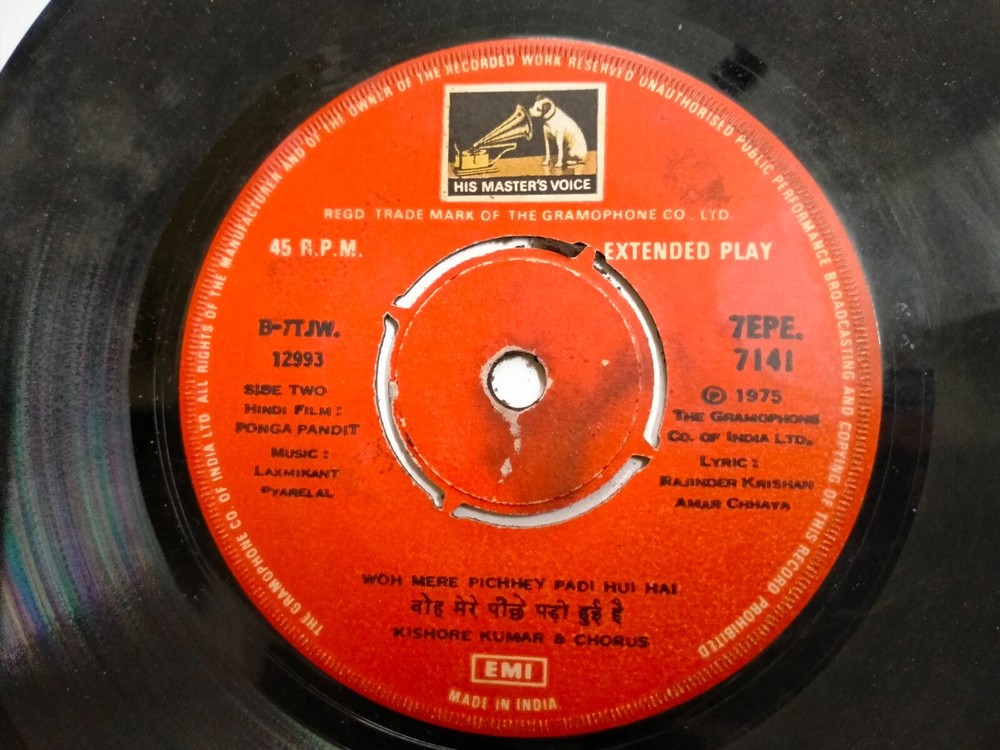 THE GRAMOPHONE CO. OF INDIA LTD. ALL RIGHTS OF THE MANUFACTURER AND OF THE OWNER OF THE RECORDED WORK RESERVED UNAUTHORISED PUBLIC PERFORMANCE BROADCASTING AND COPYING OF THIS RECORD PROHIBITED
HIS MASTER'S VOICE
REGD. TRADE MARK OF THE GRAMOPHONE CO., LTD.
45 R.P.M.
EXTENDED PLAY
B-7TJW.
12993
SIDE TWO
HINDI FILM :
PONGA PANDIT
MUSIC :
LAXMIKANT
PYARELAL
7EPE.
7141
℗ 1975
THE GRAMOPHONE
CO. OF INDIA LTD.
LYRIC :
RAJINDER KRISHAN
AMAR CHHAYA
WOH MERE PICHHEY PADI HUI HAI
वोह मेरे पीछे पड़ी हुई है
KISHORE KUMAR & CHORUS
EMI
MADE IN INDIA